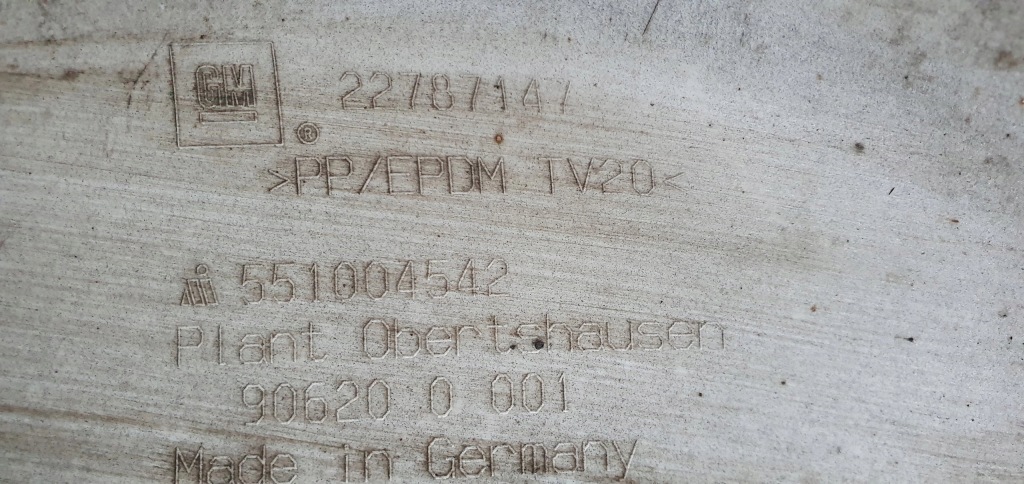 GM ® 22787147
>PP/EPDM TV20<
551004542
Plant Obertshausen
90620 0 001
Made in Germany